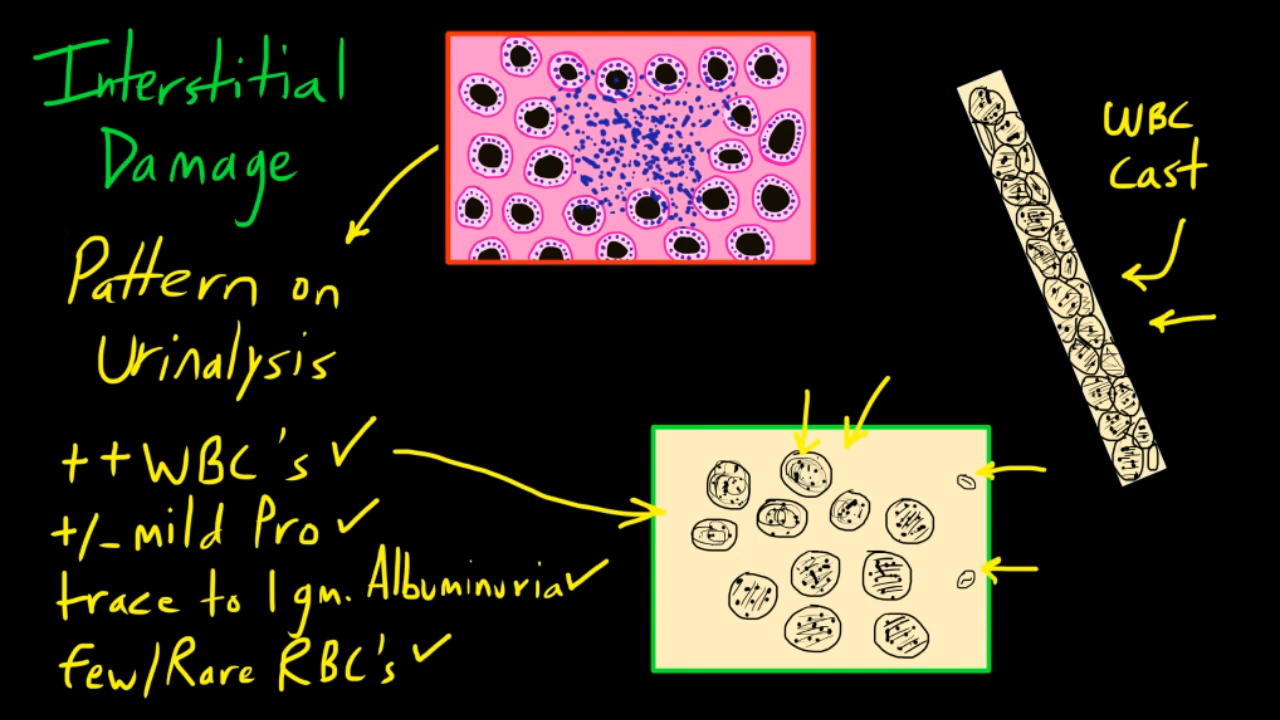 Interstitial
Damage
Pattern on
Urinalysis
++WBC's ✓
+/- mild Pro ✓
trace to 1 gm. Albuminuria ✓
few/Rare RBC's ✓
WBC
Cast